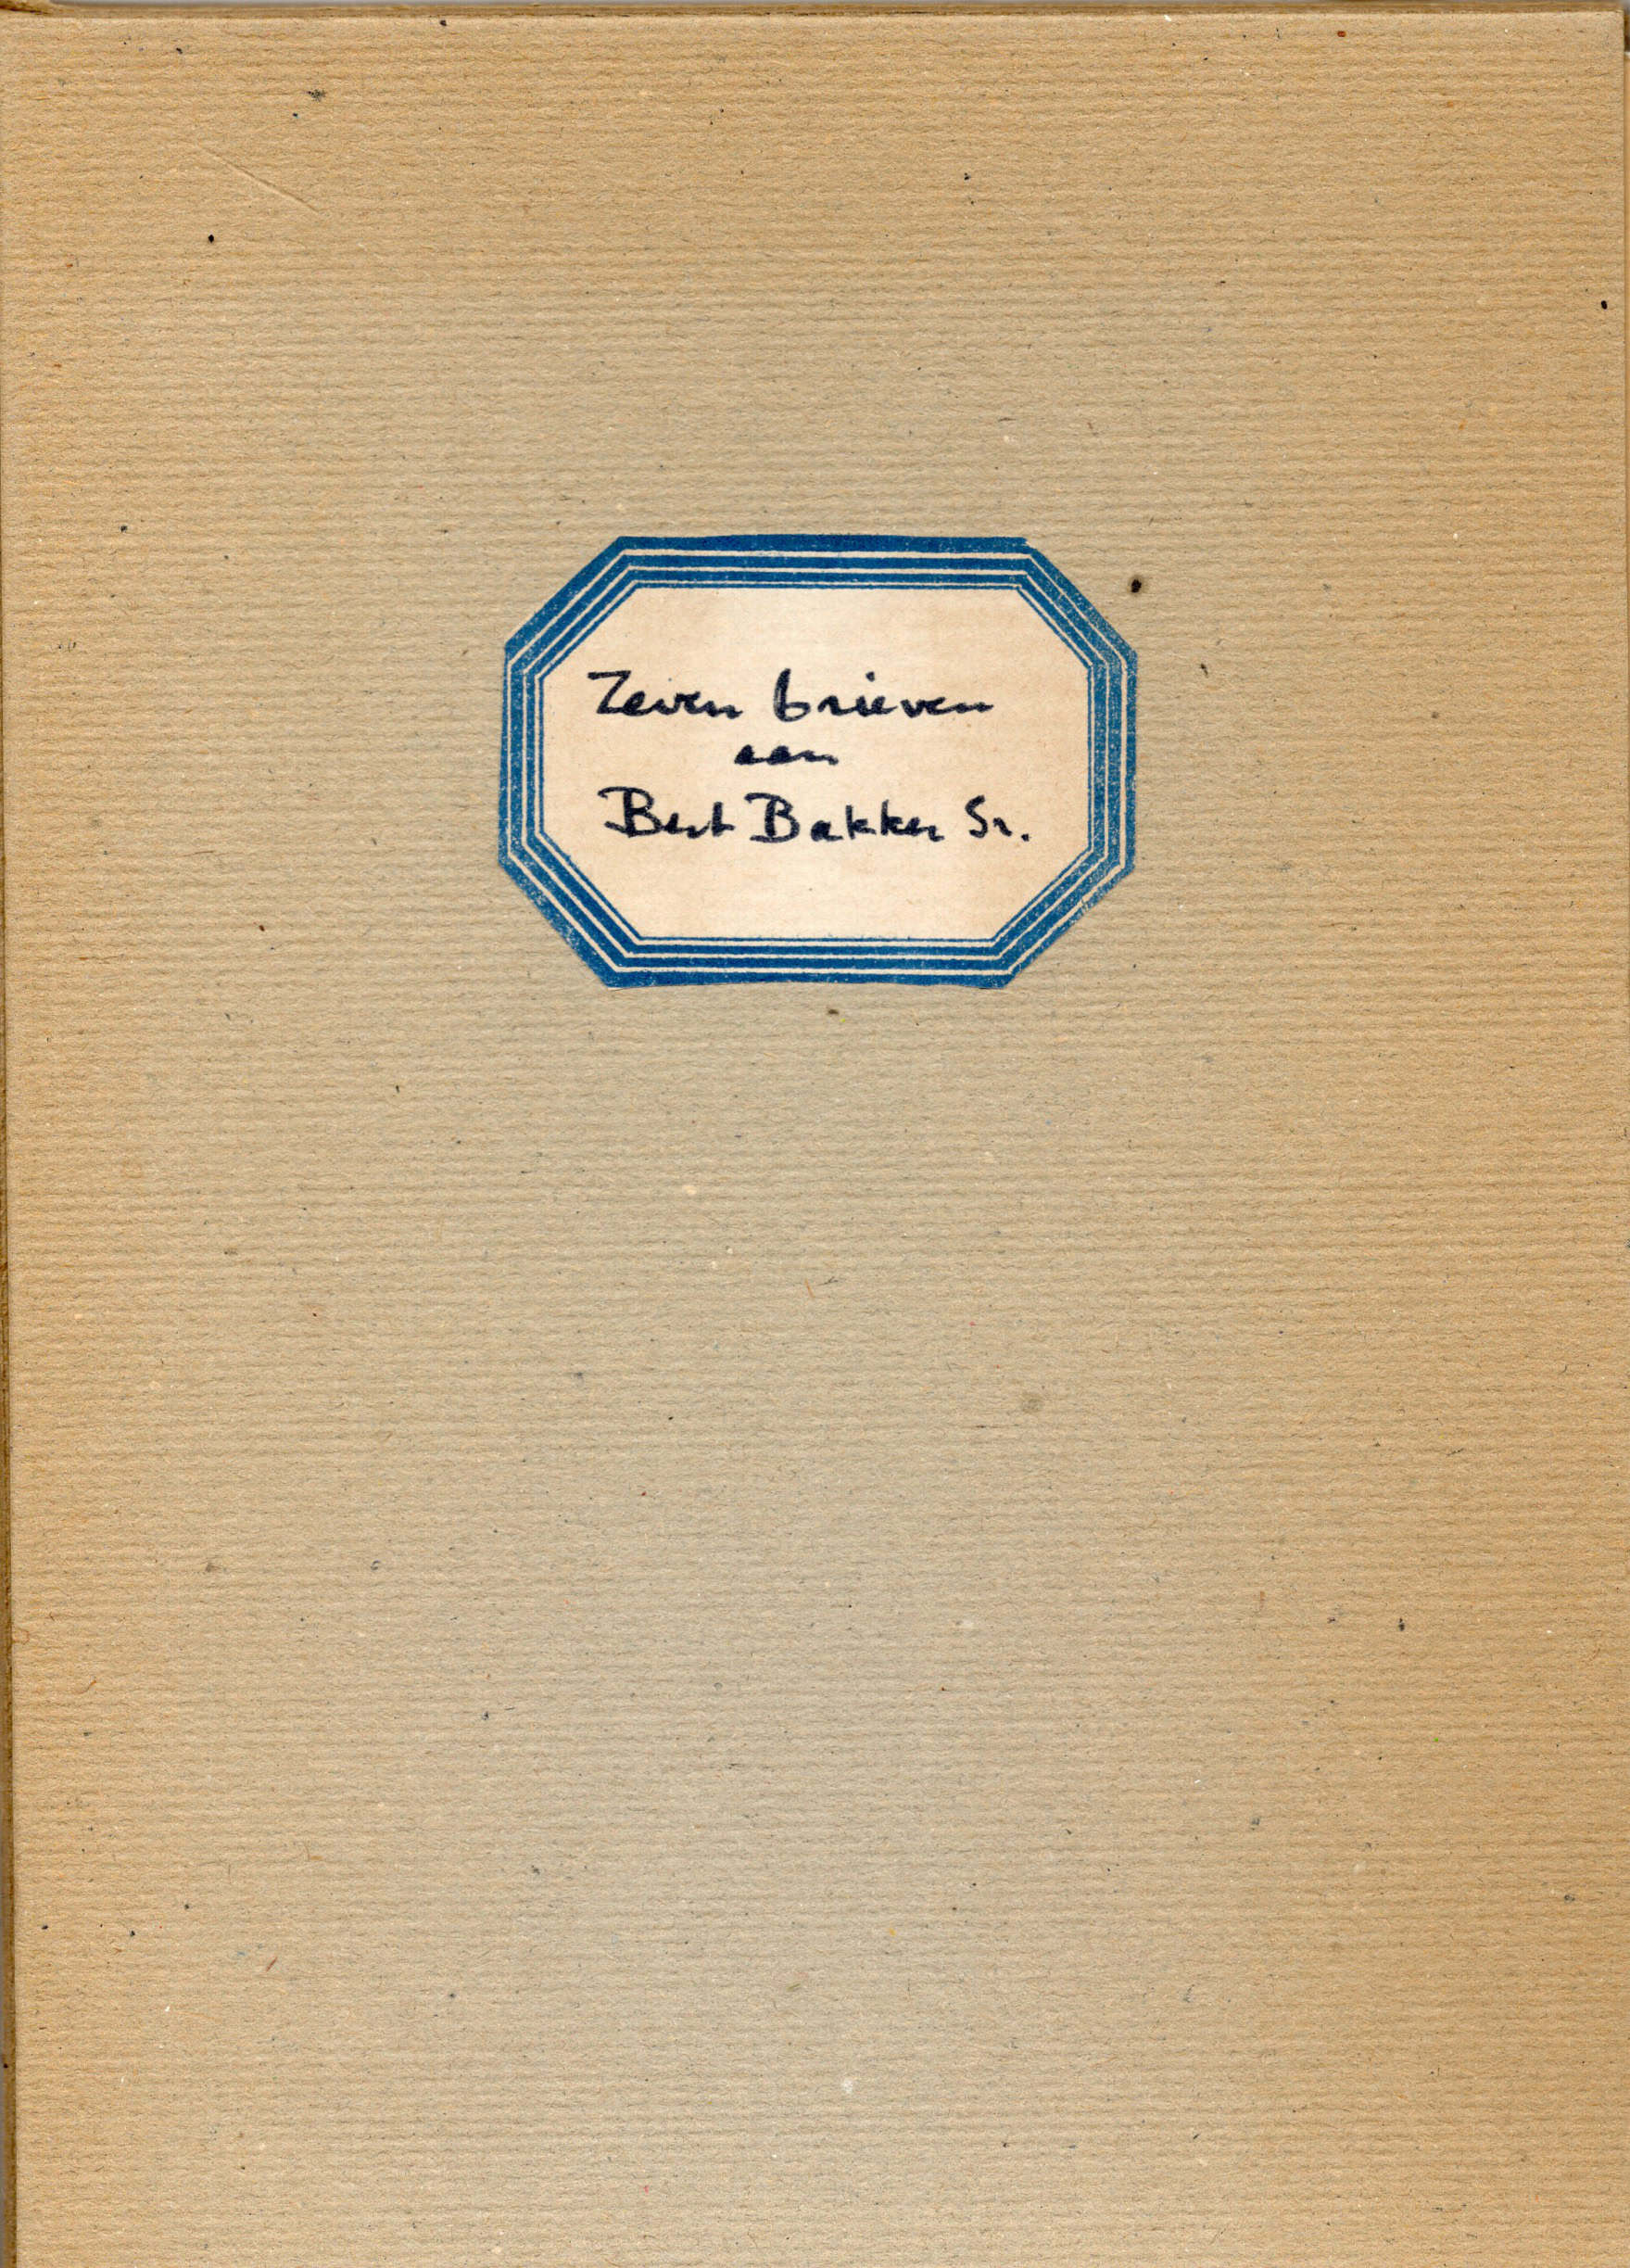 Zeven brieven
aan
Bert Bakker Sr.